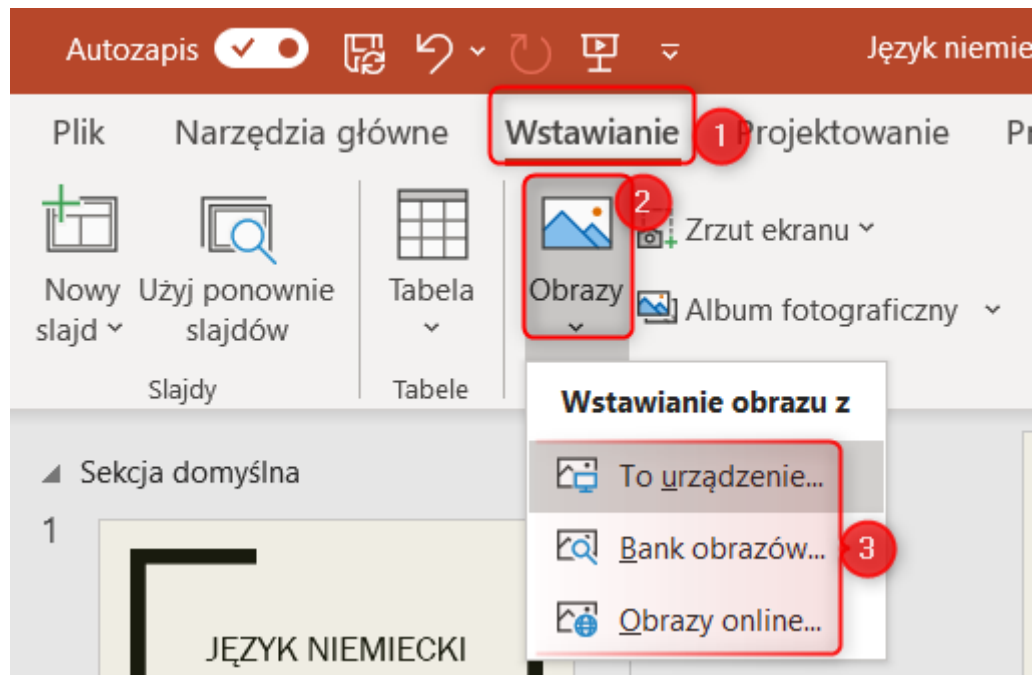 Autozapis
Język niemie
Plik Narzędzia główne Wstawianie 1 Projektowanie Pr
2
Zrzut ekranu
Nowy slajd
Użyj ponownie slajdów
Tabela
Obrazy
Album fotograficzny
Slajdy Tabele
Wstawianie obrazu z
Sekcja domyślna
To urządzenie...
1
Bank obrazów... 3
Obrazy online...
JĘZYK NIEMIECKI